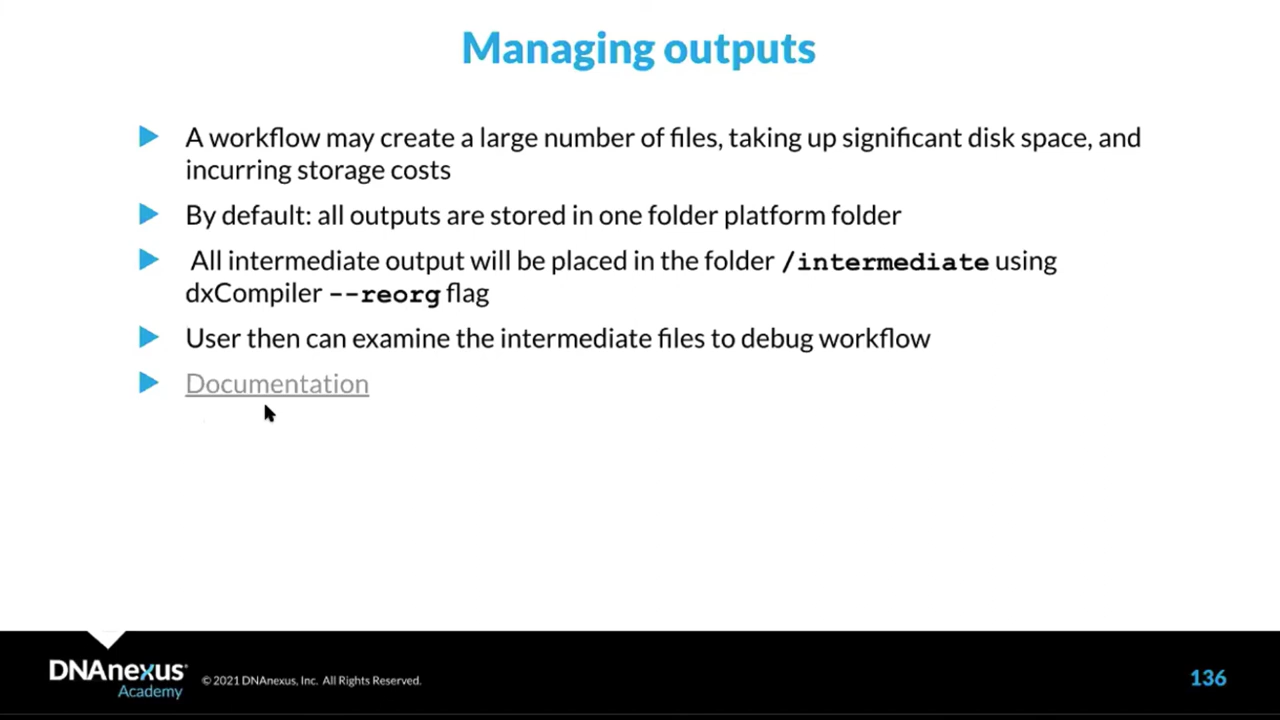 Managing outputs
A workflow may create a large number of files, taking up significant disk space, and
incurring storage costs
By default: all outputs are stored in one folder platform folder
All intermediate output will be placed in the folder /intermediate using
dxCompiler --reorg flag
User then can examine the intermediate files to debug workflow
Documentation
DNAnexus
Academy
© 2021 DNAnexus, Inc. All Rights Reserved.
136